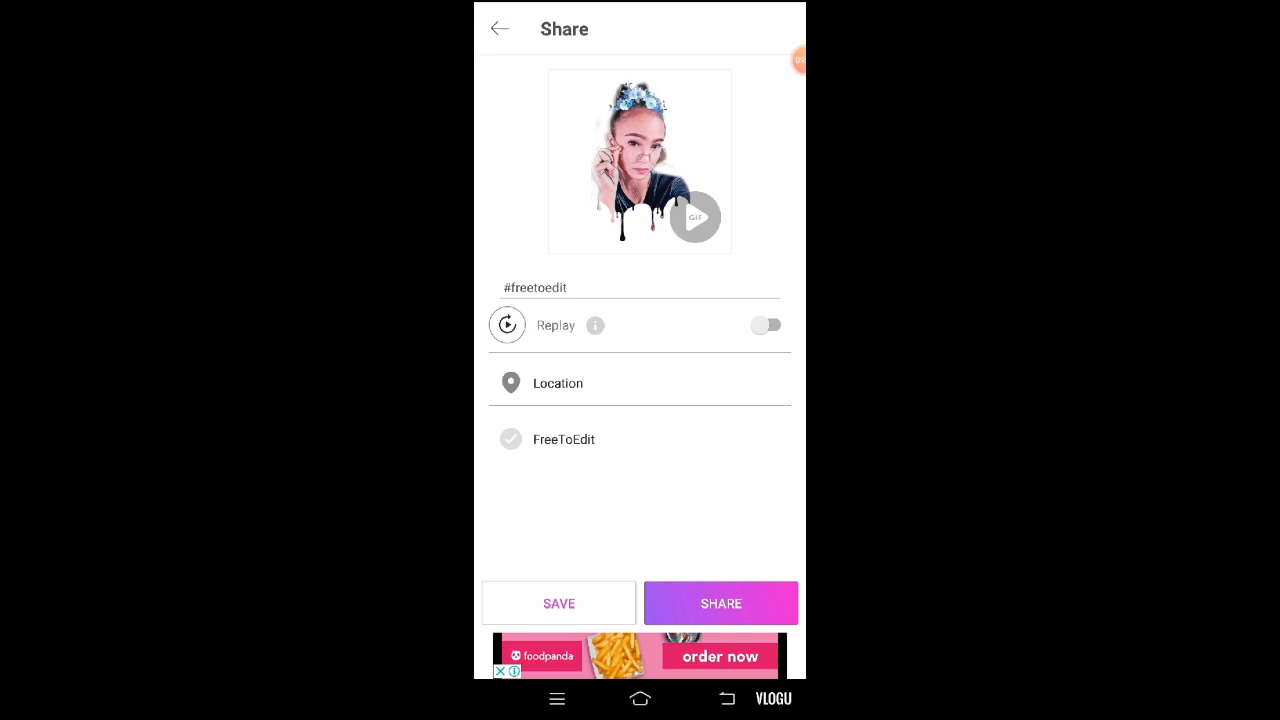 Share
GIF
#freetoedit
Replay
Location
FreeToEdit
SAVE
SHARE
foodpanda
order now
VLOGU